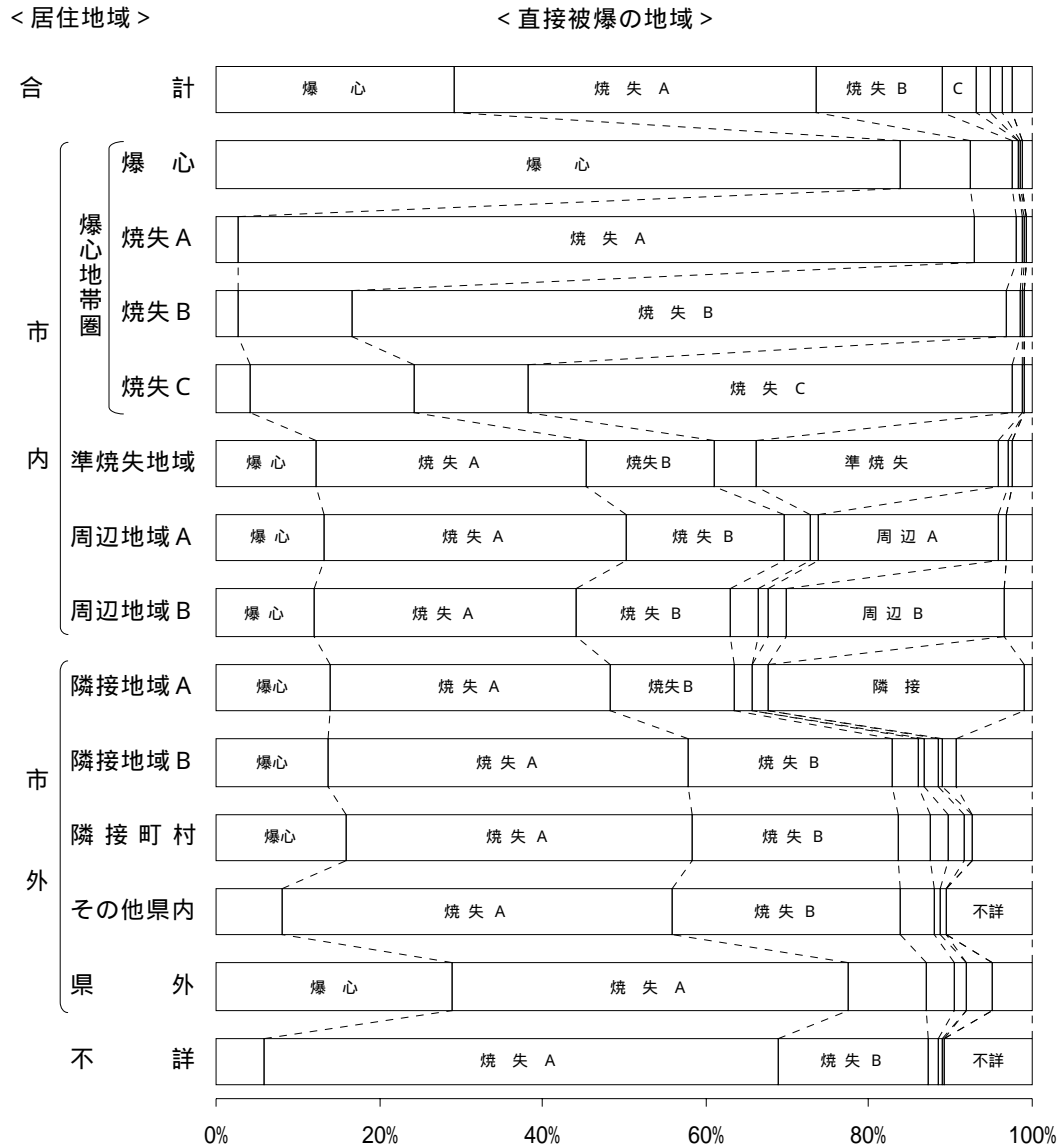 <居住地域> <直接被爆の地域>
合計 爆心 焼失A 焼失B C
爆心 爆心
焼失A 焼失A
焼失B 焼失B
焼失C 焼失C
爆心地帯圏
市内
準焼失地域 爆心 焼失A 焼失B 準焼失
周辺地域A 爆心 焼失A 焼失B 周辺A
周辺地域B 爆心 焼失A 焼失B 周辺B
隣接地域A 爆心 焼失A 焼失B 隣接
隣接地域B 爆心 焼失A 焼失B
市外
隣接町村 爆心 焼失A 焼失B
その他県内 焼失A 焼失B 不詳
県外 爆心 焼失A
不詳 焼失A 焼失B 不詳
0% 20% 40% 60% 80% 100%